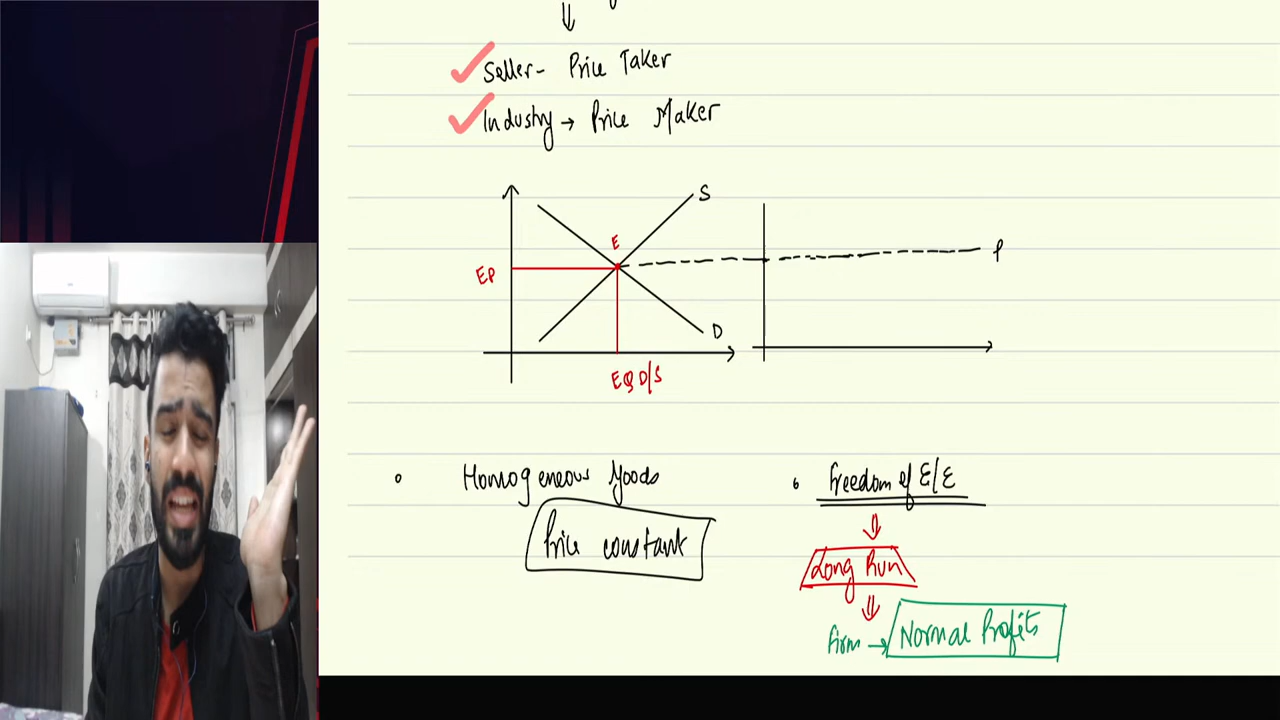 Seller - Price Taker
Industry → Price Maker
S
E
EP
P
D
EQ D/S
Homogeneous Goods
Price constant
Freedom of E/E
Long Run
Firm → Normal Profits